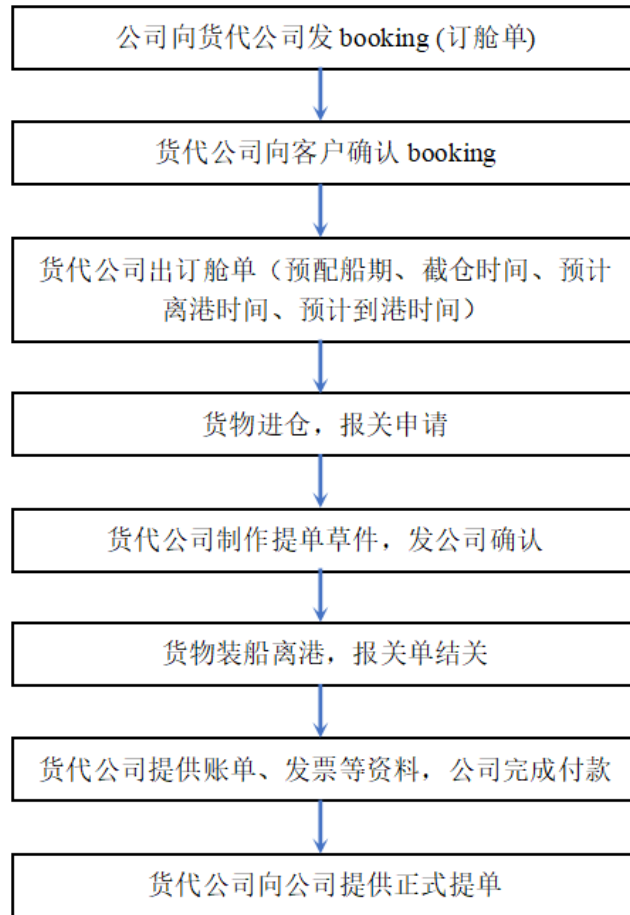 公司向货代公司发 booking (订舱单)
货代公司向客户确认 booking
货代公司出订舱单（预配船期、截仓时间、预计
离港时间、预计到港时间）
货物进仓，报关申请
货代公司制作提单草件，发公司确认
货物装船离港，报关单结关
货代公司提供账单、发票等资料，公司完成付款
货代公司向公司提供正式提单